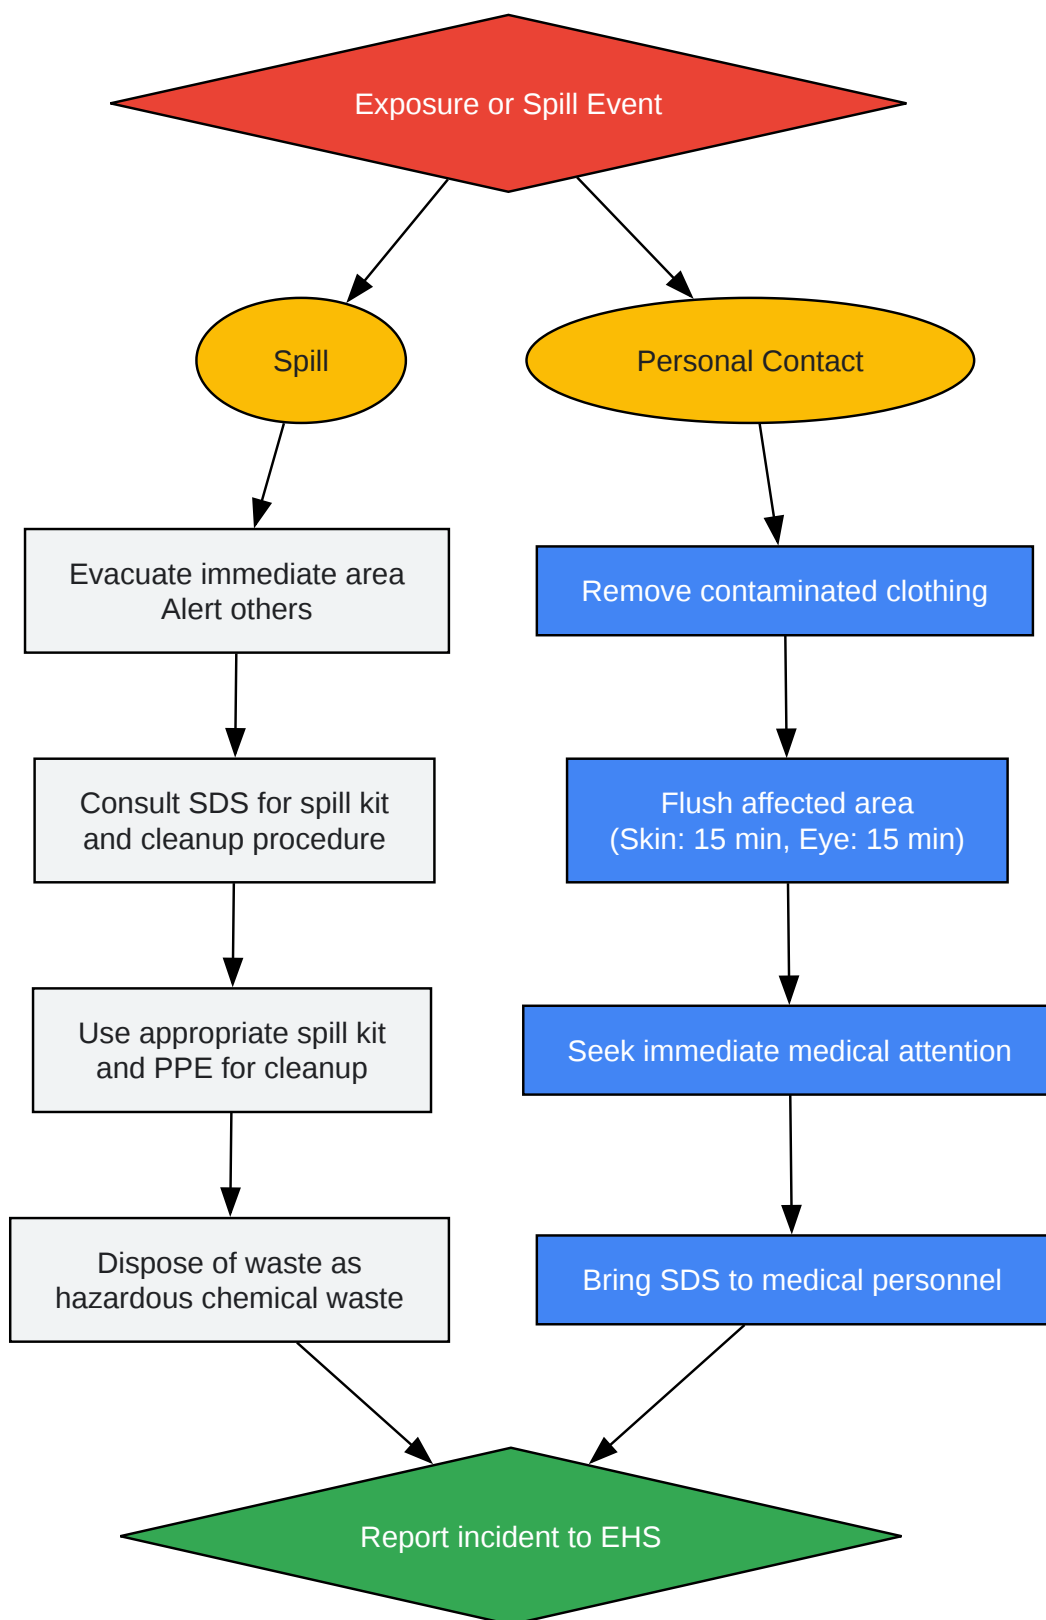 Exposure or Spill Event
Spill
Personal Contact
Evacuate immediate area
Alert others
Remove contaminated clothing
Consult SDS for spill kit
and cleanup procedure
Flush affected area
(Skin: 15 min, Eye: 15 min)
Use appropriate spill kit
and PPE for cleanup
Seek immediate medical attention
Dispose of waste as
hazardous chemical waste
Bring SDS to medical personnel
Report incident to EHS